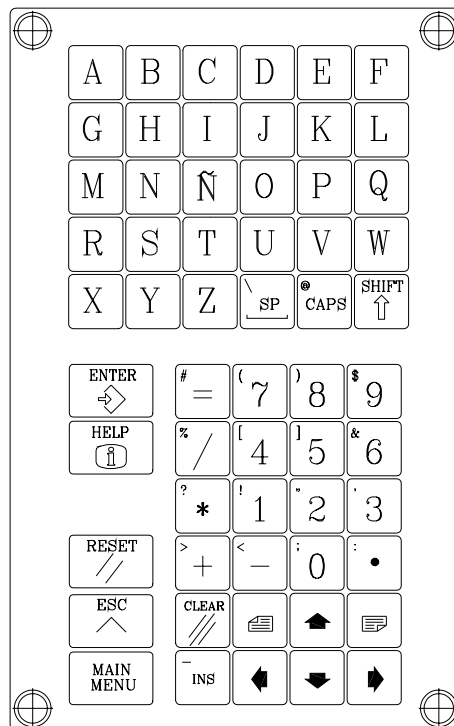 A B C D E F
G H I J K L
M N Ñ O P Q
R S T U V W
X Y Z \ SP @ CAPS SHIFT
ENTER # = ( 7 ) 8 $ 9
HELP % / [ 4 ] 5 & 6
? * ! 1 " 2 ' 3
RESET > + < - ; 0 : •
ESC CLEAR
MAIN MENU _ INS